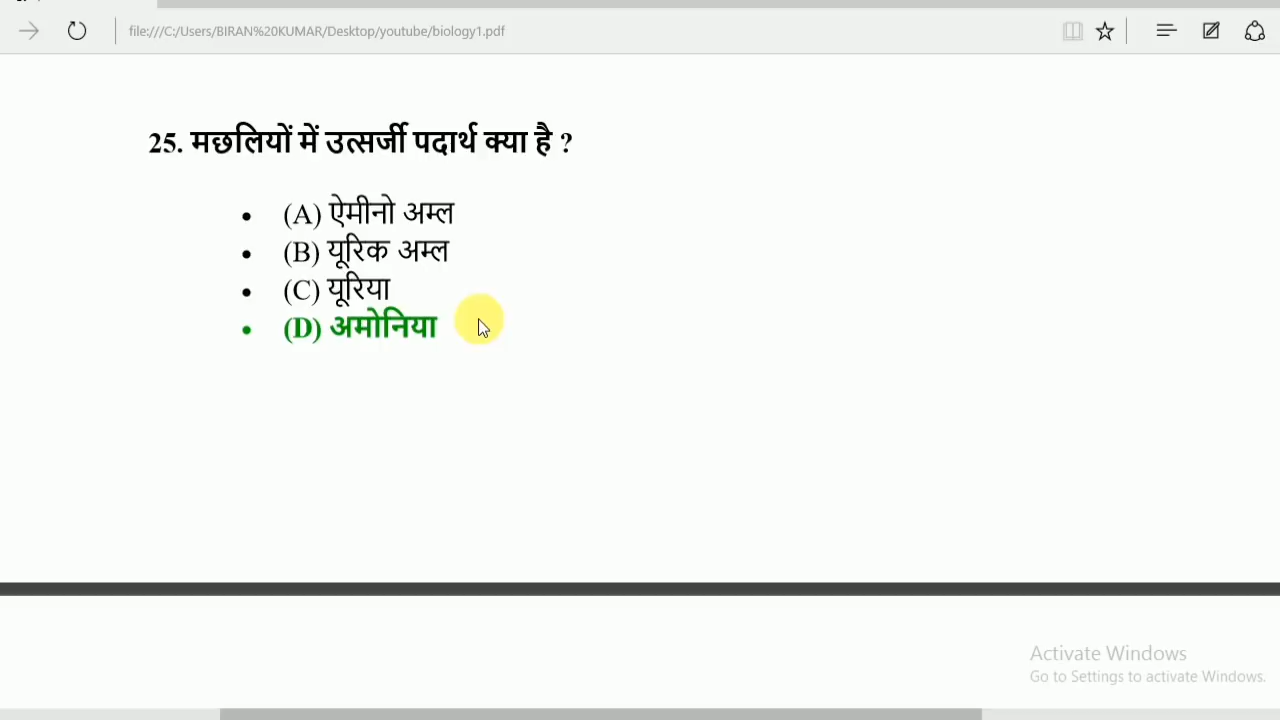 file:///C:/Users/BIRAN%20KUMAR/Desktop/youtube/biology1.pdf
25. मछलियों में उत्सर्जी पदार्थ क्या है ?
• (A) ऐमीनो अम्ल
• (B) यूरिक अम्ल
• (C) यूरिया
• (D) अमोनिया
Activate Windows
Go to Settings to activate Windows.